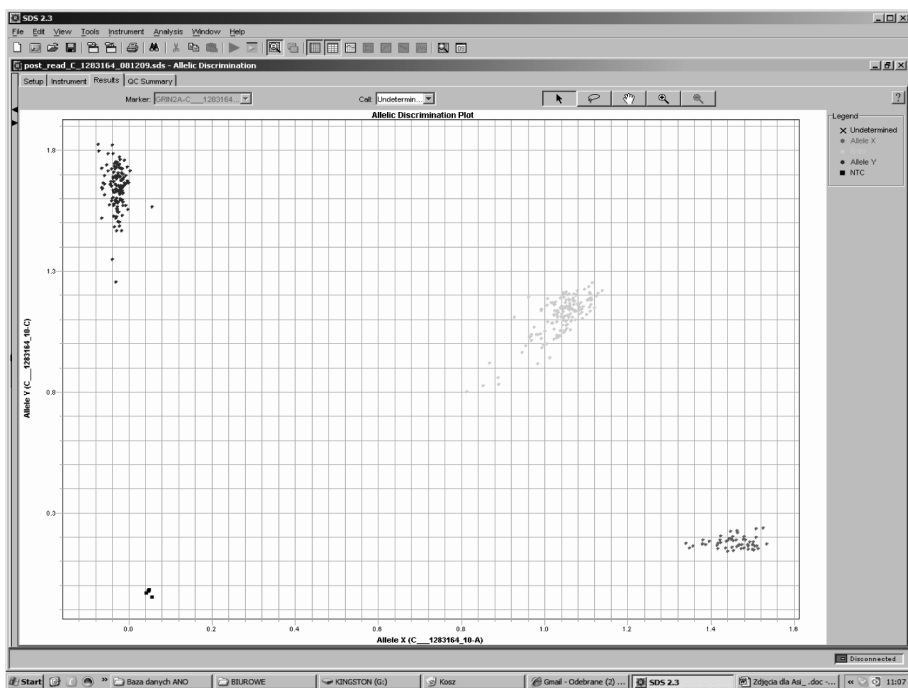 SDS 2.3
File Edit View Tools Instrument Analysis Window Help
post_read_C_1283164_081209.sds - Allelic Discrimination
Setup Instrument Results QC Summary
Marker: GRIN2A-C___1283164... Call: Undetermin...
Allelic Discrimination Plot
Legend
Undetermined
Allele X
Allele Y
NTC
1.8
1.3
0.8
0.3
Allele Y (C___1283164_10-C)
0.0 0.2 0.4 0.6 0.8 1.0 1.2 1.4 1.6
Allele X (C___1283164_10-A)
Disconnected
Start Baza danych ANO BIUROWE KINGSTON (G:) Kosz Gmail - Odebrane (2) ... SDS 2.3 Zdjęcia dla Asi_ .doc -... 11:07